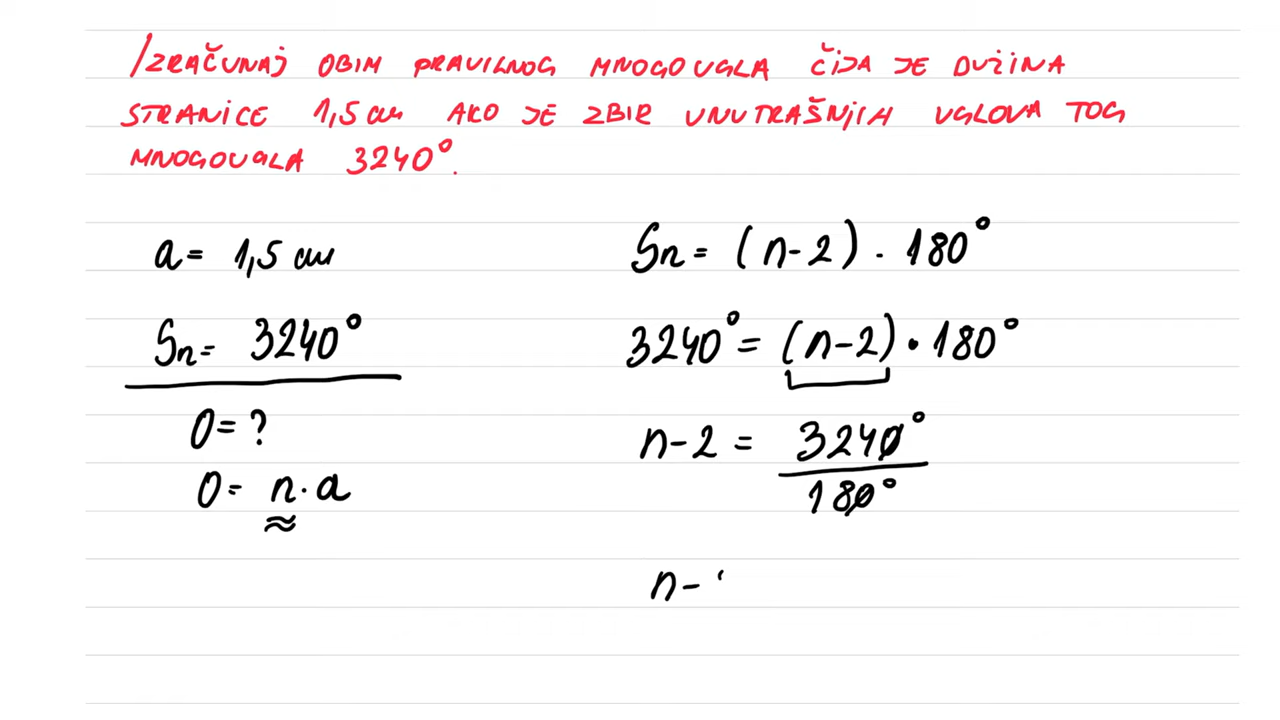 IZRAČUNAJ OBIM PRAVILNOG MNOGOUGLA ČIJA JE DUŽINA
STRANICE 1,5 cm AKO JE ZBIR UNUTRAŠNJIH UGLOVA TOG
MNOGOUGLA 3240°.
a = 1,5 cm
Sn = 3240°
O = ?
O = n · a
Sn = (n-2) · 180°
3240° = (n-2) · 180°
n-2 = 3240° / 180°
n-